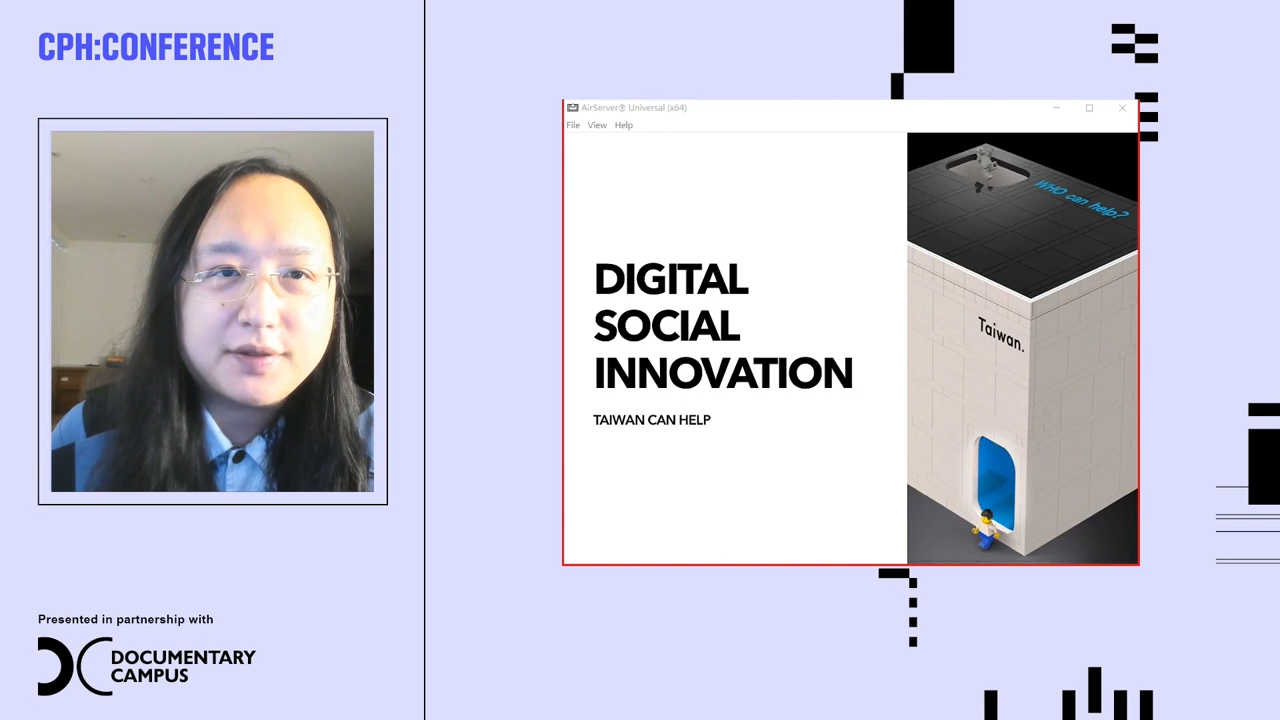 CPH:CONFERENCE
AirServer® Universal (x64)
File View Help
WHO can help?
Taiwan.
DIGITAL
SOCIAL
INNOVATION
TAIWAN CAN HELP
Presented in partnership with
DOCUMENTARY
CAMPUS